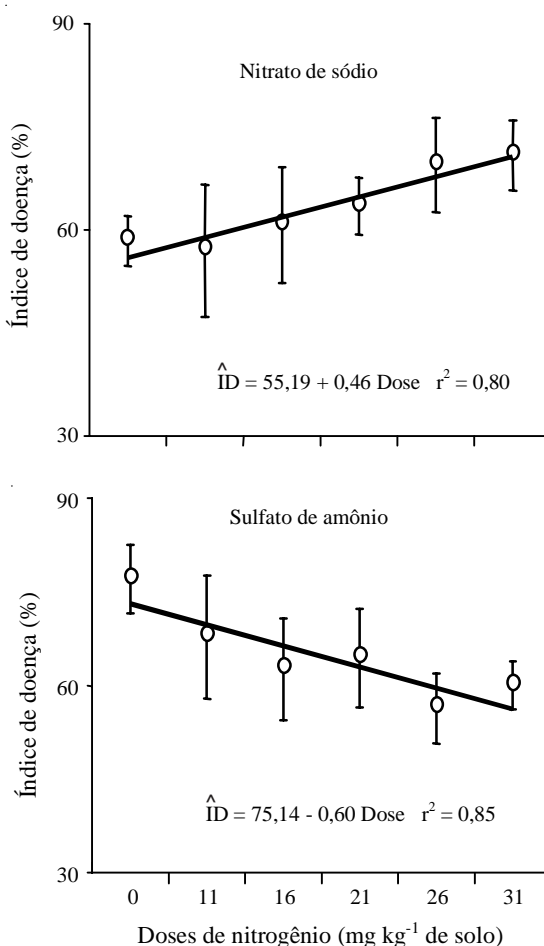 90
Nitrato de sódio
Índice de doença (%)
60
^
ID = 55,19 + 0,46 Dose r² = 0,80
30
90
Sulfato de amônio
Índice de doença (%)
60
^
ID = 75,14 - 0,60 Dose r² = 0,85
30
0 11 16 21 26 31
Doses de nitrogênio (mg kg⁻¹ de solo)